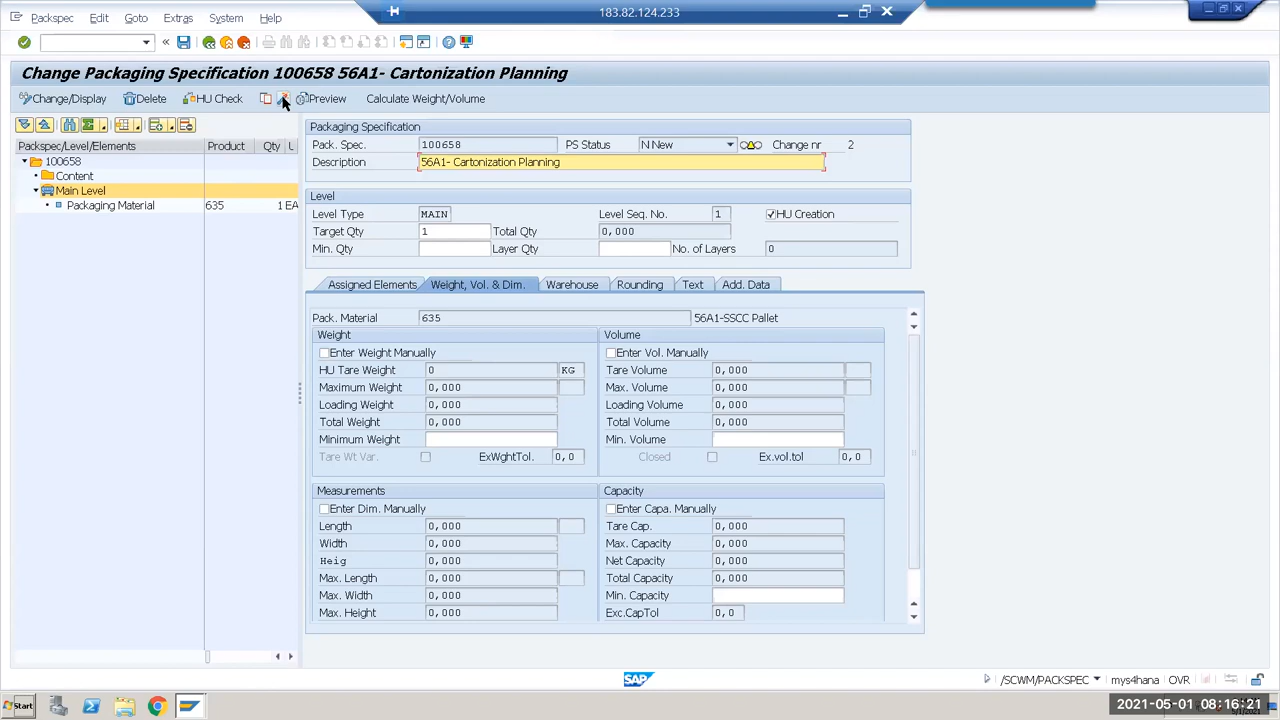 183.82.124.233
Packspec Edit Goto Extras System Help
Change Packaging Specification 100658 56A1- Cartonization Planning
Change/Display Delete HU Check Preview Calculate Weight/Volume
Packspec/Level/Elements Product Qty U
100658
Content
Main Level
Packaging Material 635 1 EA
Packaging Specification
Pack. Spec. 100658 PS Status N New Change nr 2
Description 56A1- Cartonization Planning
Level
Level Type MAIN Level Seq. No. 1 HU Creation
Target Qty 1 Total Qty 0,000
Min. Qty Layer Qty No. of Layers 0
Assigned Elements Weight, Vol. & Dim. Warehouse Rounding Text Add. Data
Pack. Material 635 56A1-SSCC Pallet
Weight Volume
Enter Weight Manually Enter Vol. Manually
HU Tare Weight 0 KG Tare Volume 0,000
Maximum Weight 0,000 Max. Volume 0,000
Loading Weight 0,000 Loading Volume 0,000
Total Weight 0,000 Total Volume 0,000
Minimum Weight Min. Volume
Tare Wt Var. ExWghtTol. 0,0 Closed Ex.vol.tol 0,0
Measurements Capacity
Enter Dim. Manually Enter Capa. Manually
Length 0,000 Tare Cap. 0,000
Width 0,000 Max. Capacity 0,000
Heig 0,000 Net Capacity 0,000
Max. Length 0,000 Total Capacity 0,000
Max. Width 0,000 Min. Capacity
Max. Height 0,000 Exc.CapTol 0,0
SAP /SCWM/PACKSPEC mys4hana OVR
Start 2021-05-01 08:16:21